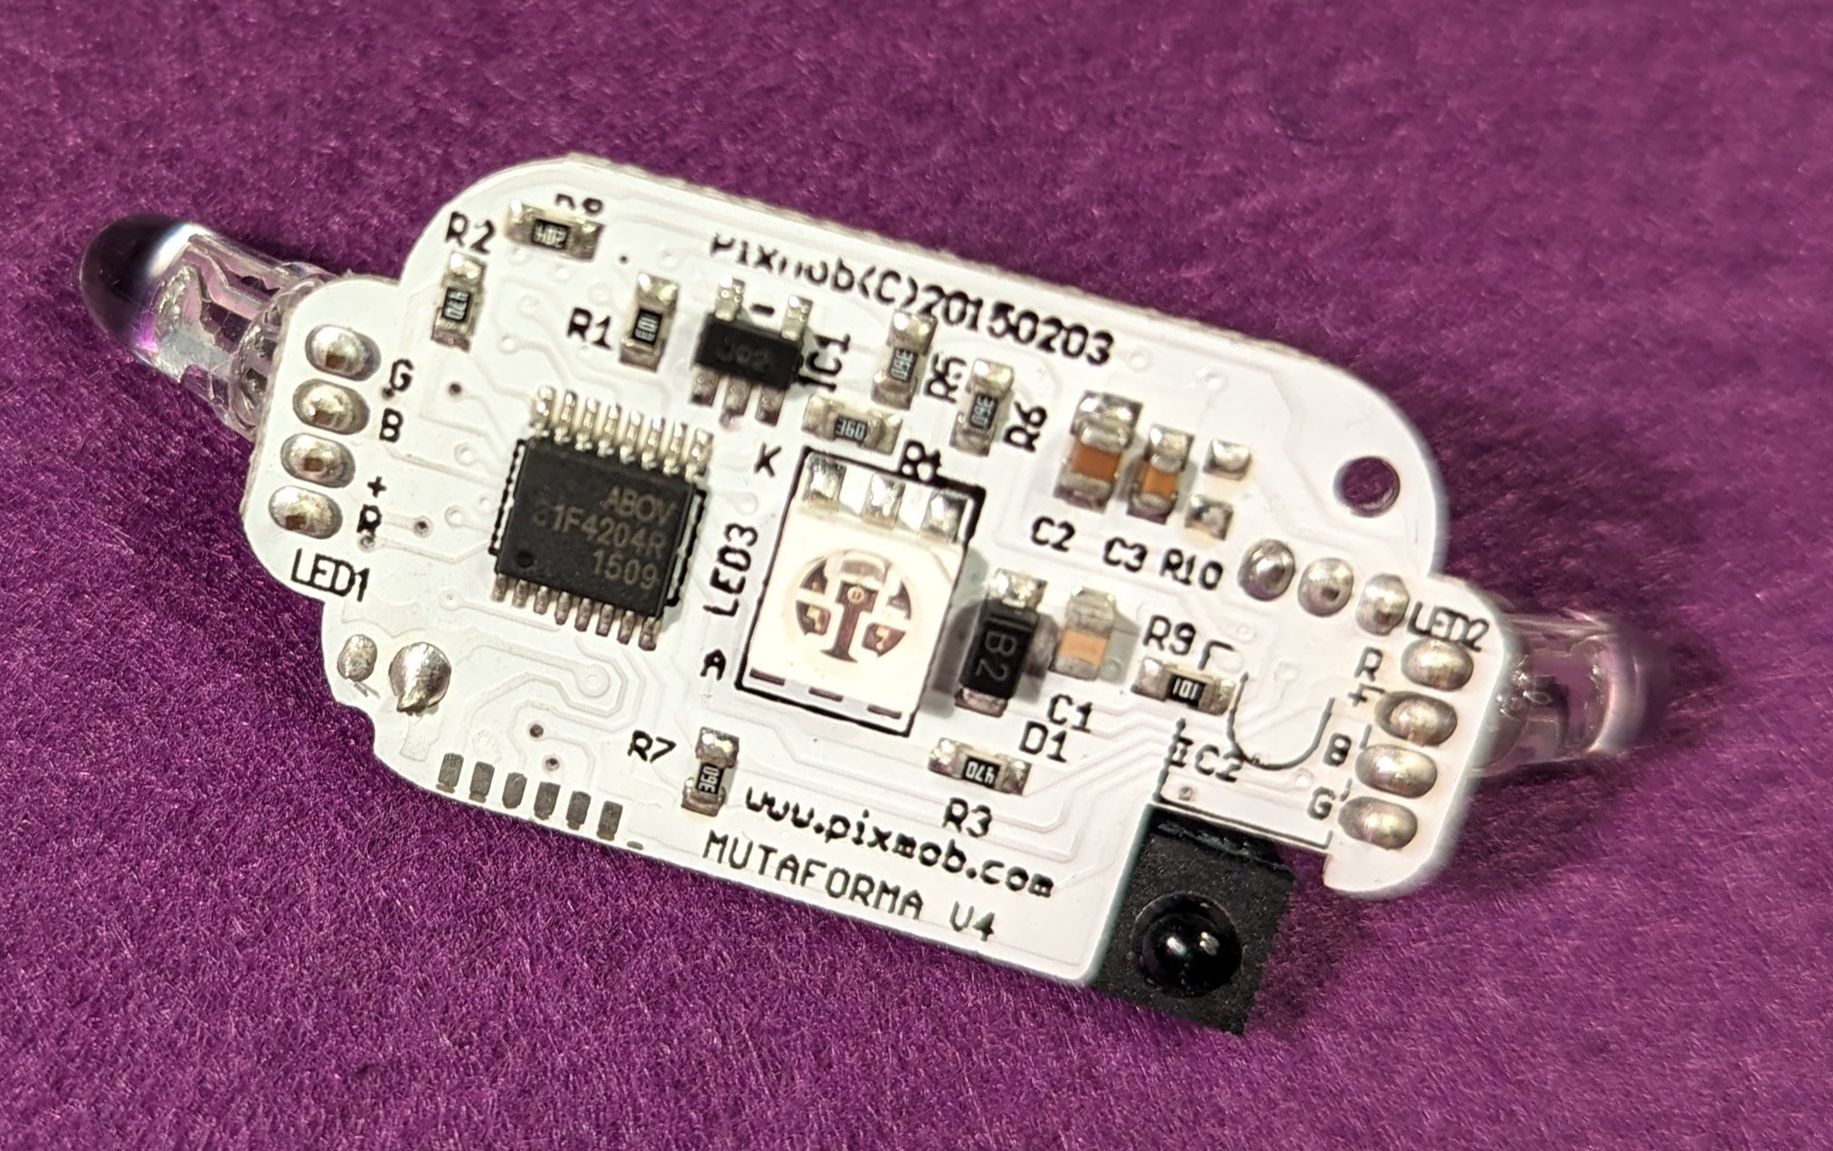 R2
R1
IC1
PixMob(C)20150203
R5
R6
R1
G
B
+
R
LED1
ABOV
21F4204R
1509
K
LED3
A
B2
C2
C3
R10
C1
D1
R9
101
IC2
LED2
R
+
B
G
R7
R3
470
www.pixmob.com
MUTAFORMA V4